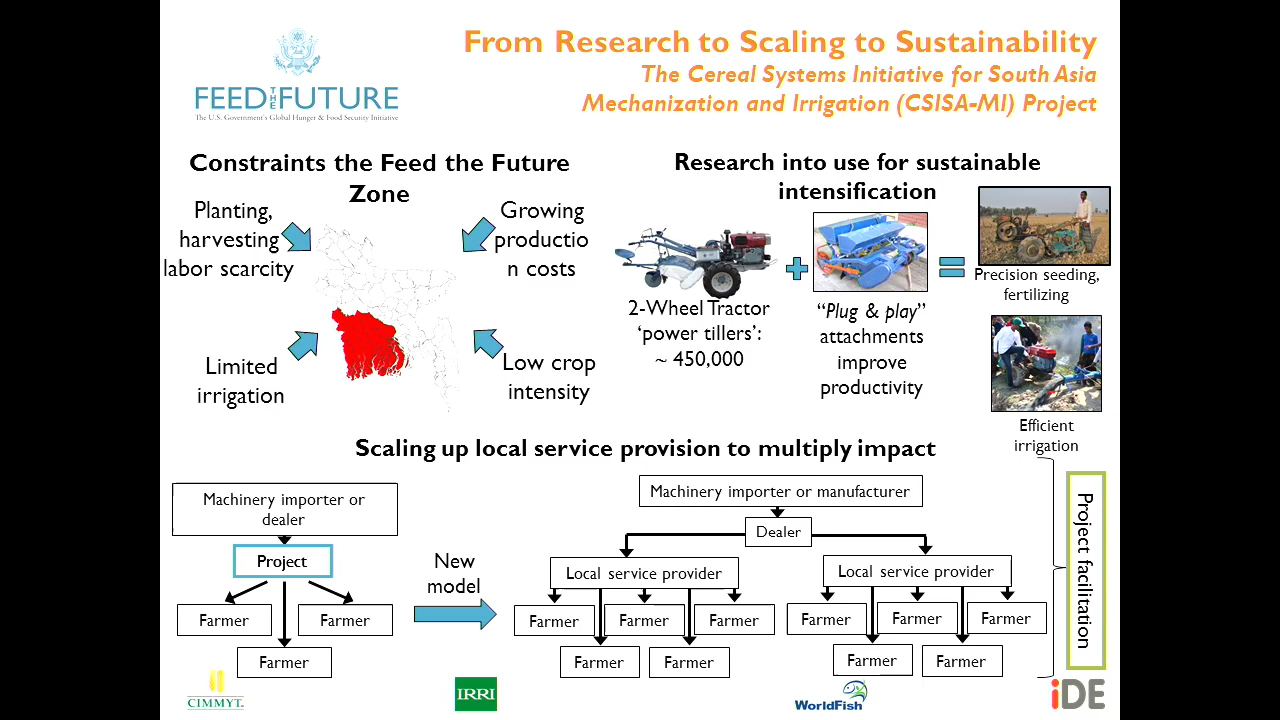 FEED THE FUTURE
The U.S. Government's Global Hunger & Food Security Initiative
From Research to Scaling to Sustainability
The Cereal Systems Initiative for South Asia
Mechanization and Irrigation (CSISA-MI) Project
Constraints the Feed the Future
Zone
Planting,
harvesting
labor scarcity
Growing
productio
n costs
Limited
irrigation
Low crop
intensity
Research into use for sustainable
intensification
2-Wheel Tractor
‘power tillers’:
~ 450,000
“Plug & play”
attachments
improve
productivity
Precision seeding,
fertilizing
Efficient
irrigation
Scaling up local service provision to multiply impact
Machinery importer or
dealer
Project
Farmer
Farmer
Farmer
New
model
Machinery importer or manufacturer
Dealer
Local service provider
Local service provider
Farmer
Farmer
Farmer
Farmer
Farmer
Farmer
Farmer
Farmer
Farmer
Farmer
Project facilitation
CIMMYT.
IRRI
WorldFish
iDE